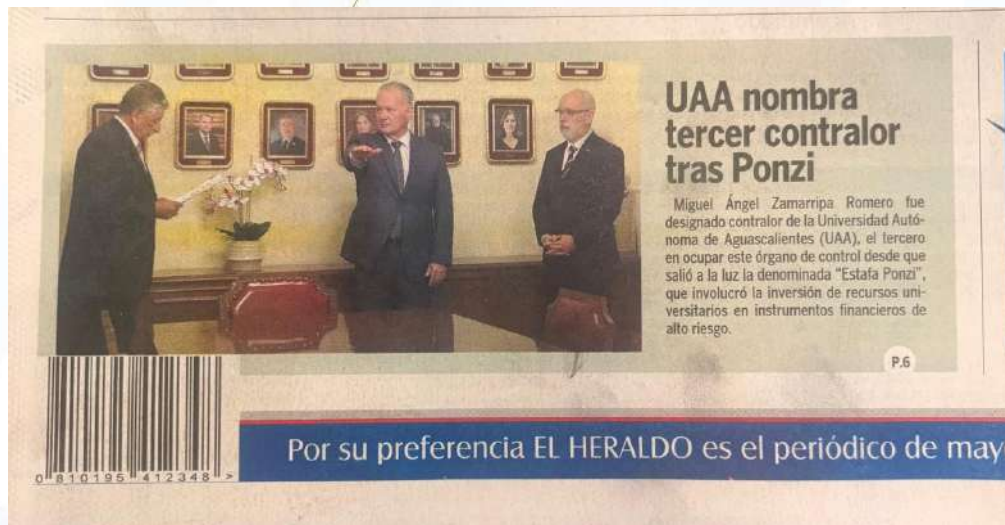 UAA nombra
tercer contralor
tras Ponzi
Miguel Ángel Zamarripa Romero fue
designado contralor de la Universidad Autó-
noma de Aguascalientes (UAA), el tercero
en ocupar este órgano de control desde que
salió a la luz la denominada “Estafa Ponzi”,
que involucró la inversión de recursos uni-
versitarios en instrumentos financieros de
alto riesgo.
P.6
0 810195 412348 >
Por su preferencia EL HERALDO es el periódico de may